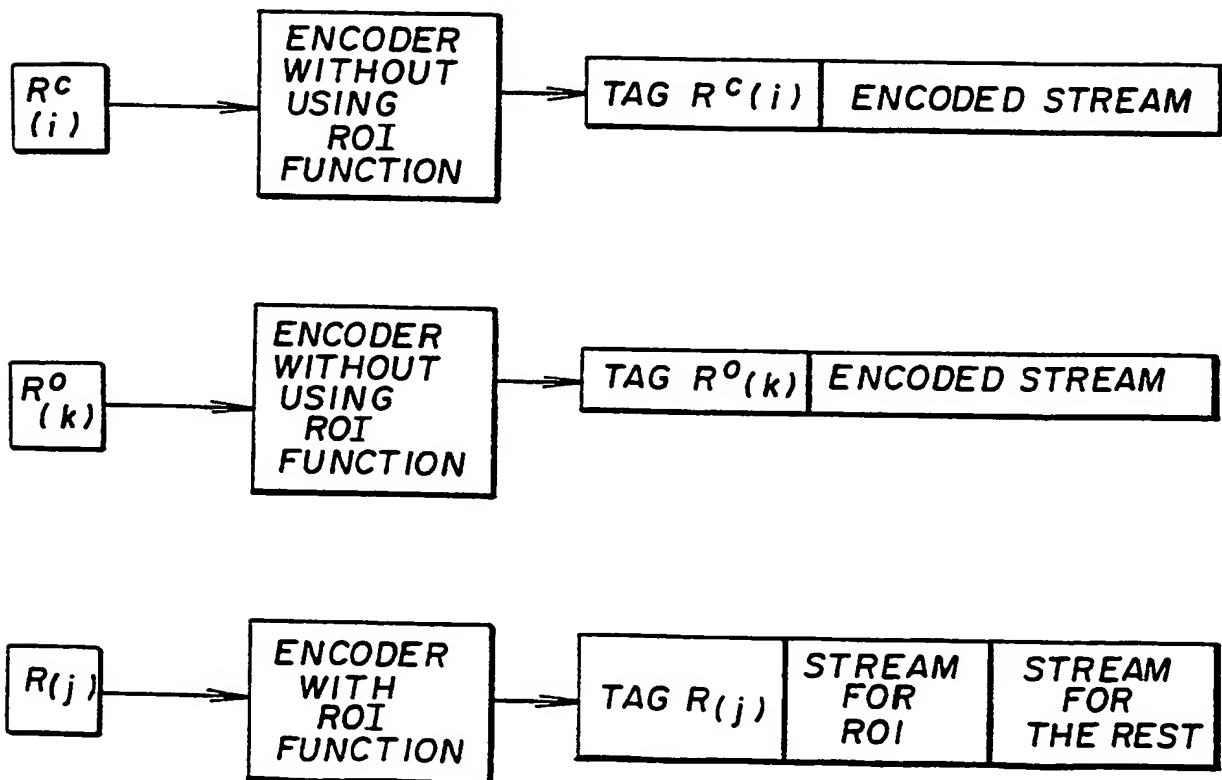 R^C
(i)
ENCODER
WITHOUT
USING
ROI
FUNCTION
TAG R^C(i)
ENCODED STREAM
R^O
(k)
ENCODER
WITHOUT
USING
ROI
FUNCTION
TAG R^O(k)
ENCODED STREAM
R(j)
ENCODER
WITH
ROI
FUNCTION
TAG R(j)
STREAM
FOR
ROI
STREAM
FOR
THE REST